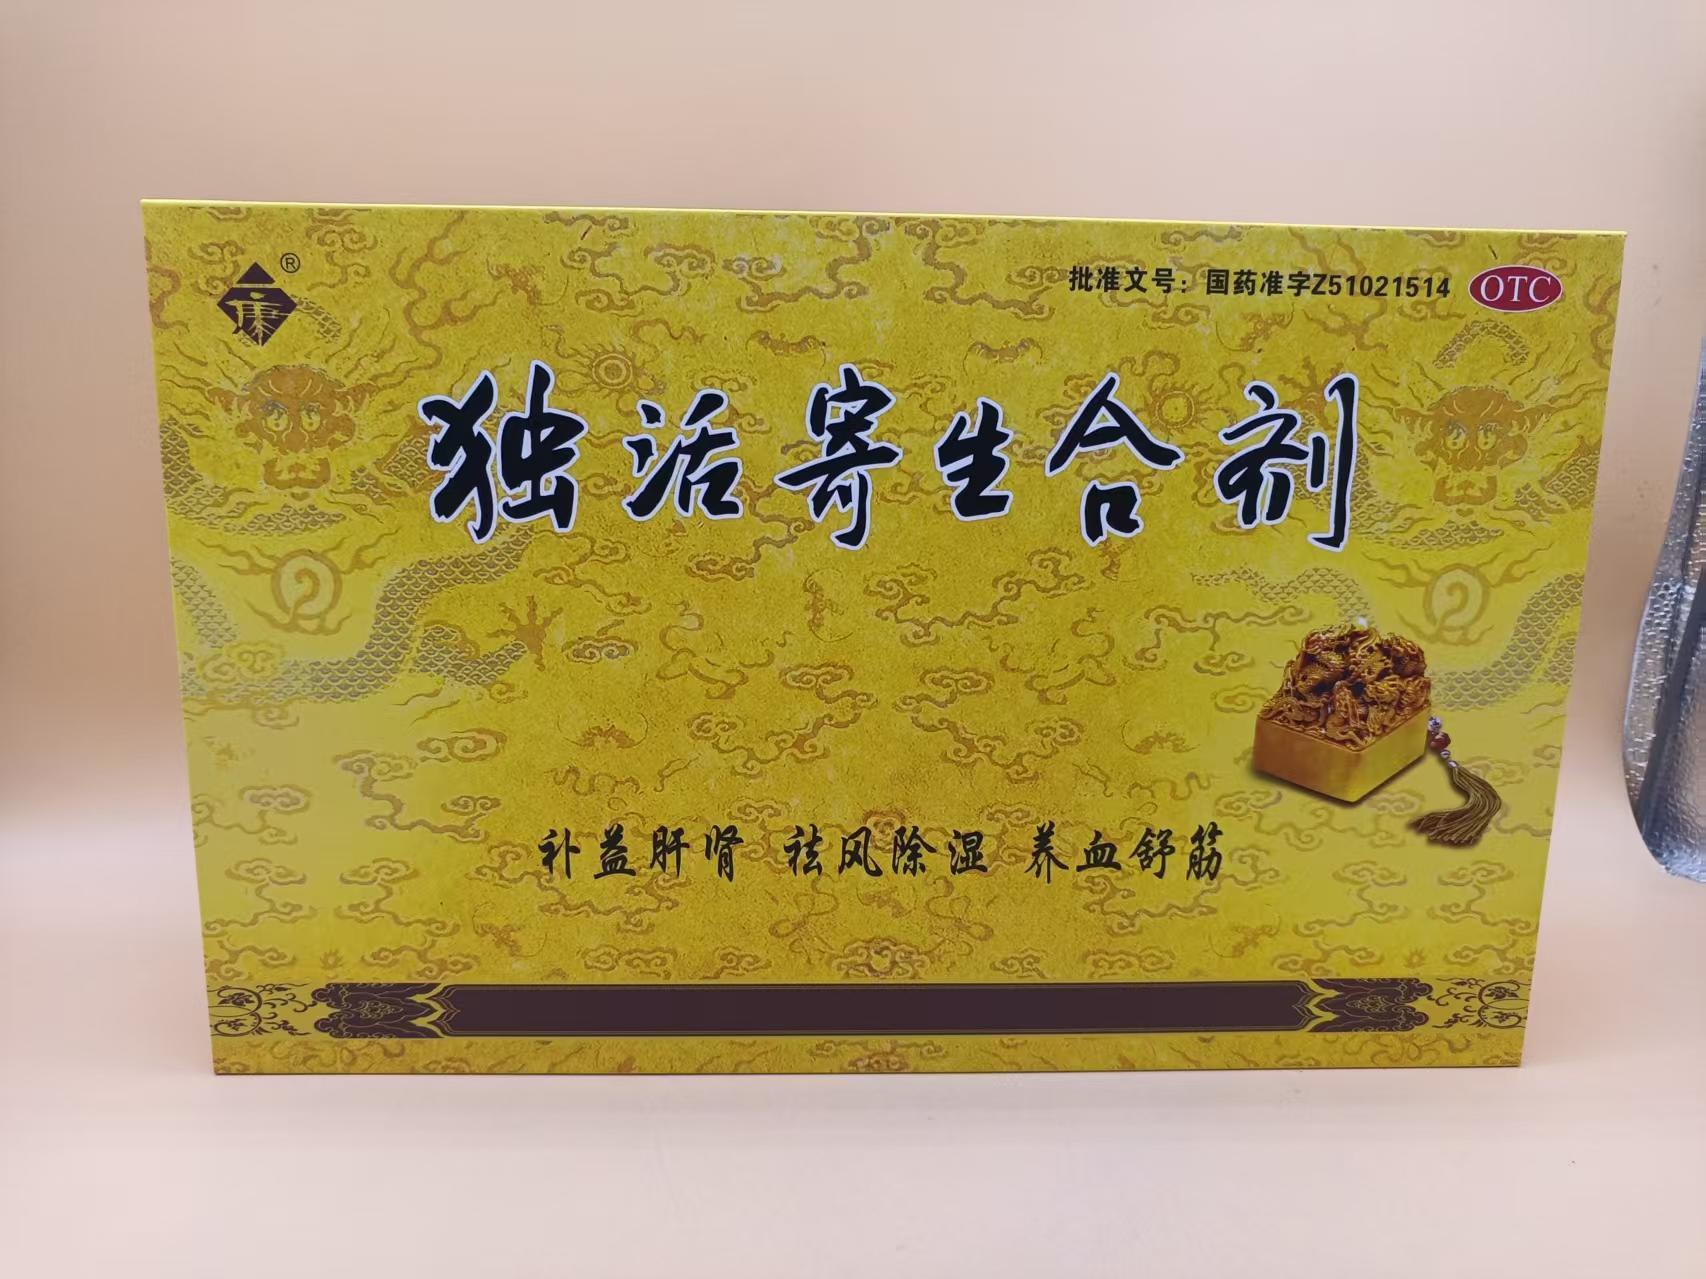 康®
批准文号：国药准字Z51021514 OTC
独活寄生合剂
补益肝肾 祛风除湿 养血舒筋